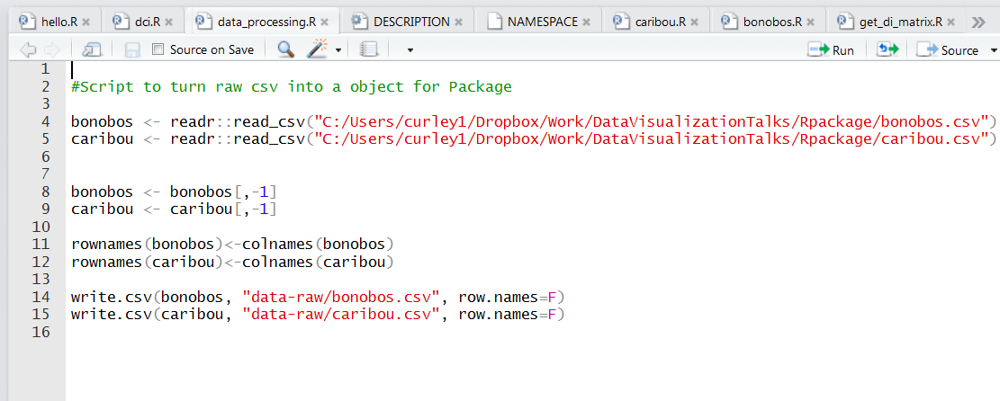 hello.R dci.R data_processing.R DESCRIPTION NAMESPACE caribou.R bonobos.R get_di_matrix.R
Source on Save Run Source
1
2 #Script to turn raw csv into a object for Package
3
4 bonobos <- readr::read_csv("C:/Users/curley1/Dropbox/Work/DataVisualizationTalks/Rpackage/bonobos.csv")
5 caribou <- readr::read_csv("C:/Users/curley1/Dropbox/Work/DataVisualizationTalks/Rpackage/caribou.csv")
6
7
8 bonobos <- bonobos[,-1]
9 caribou <- caribou[,-1]
10
11 rownames(bonobos)<-colnames(bonobos)
12 rownames(caribou)<-colnames(caribou)
13
14 write.csv(bonobos, "data-raw/bonobos.csv", row.names=F)
15 write.csv(caribou, "data-raw/caribou.csv", row.names=F)
16